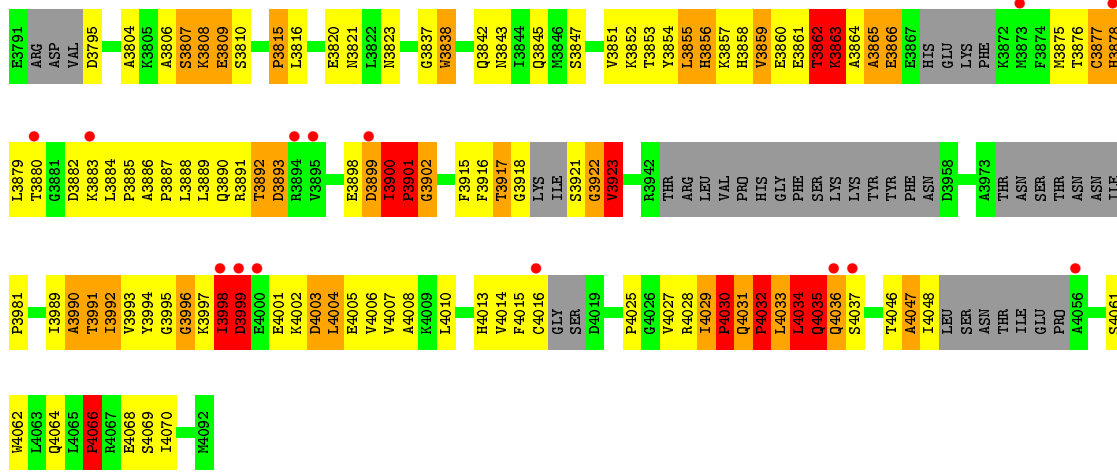 E3791 ARG ASP VAL D3795 A3804 K3805 A3806 S3807 K3808 E3809 S3810 P3815 L3816 E3820 N3821 L3822 N3823 G3837 W3838 Q3842 N3843 I3844 Q3845 M3846 S3847 V3851 K3852 T3853 Y3854 L3855 H3856 K3857 H3858 V3859 E3860 E3861 T3862 K3863 A3864 A3865 E3866 E3867 HIS GLU LYS PHE K3872 M3873 F3874 M3875 T3876 C3877 H3878
L3879 T3880 G3881 D3882 K3883 L3884 P3885 A3886 P3887 L3888 L3889 Q3890 R3891 T3892 D3893 R3894 V3895 E3898 D3899 I3900 P3901 G3902 F3915 F3916 T3917 G3918 LYS ILE S3921 G3922 V3923 R3942 THR ARG LEU VAL PRO HIS GLY PHE SER LYS LYS TYR TYR PHE ASN D3958 A3973 THR ASN SER THR ASN ASN ILE
P3981 I3989 A3990 T3991 I3992 V3993 Y3994 G3995 G3996 K3997 I3998 D3999 E4000 E4001 K4002 D4003 L4004 E4005 V4006 V4007 A4008 K4009 L4010 H4013 V4014 F4015 C4016 GLY SER D4019 P4025 G4026 V4027 R4028 I4029 P4030 Q4031 P4032 L4033 L4034 Q4035 Q4036 S4037 T4046 A4047 I4048 LEU SER ASN THR ILE GLU PRO A4056 S4061
W4062 L4063 Q4064 L4065 P4066 R4067 E4068 S4069 I4070 M4092